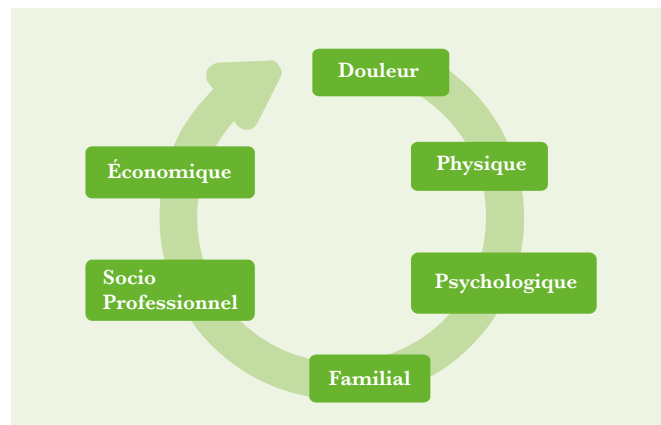 Douleur
Physique
Psychologique
Familial
Socio
Professionnel
Économique